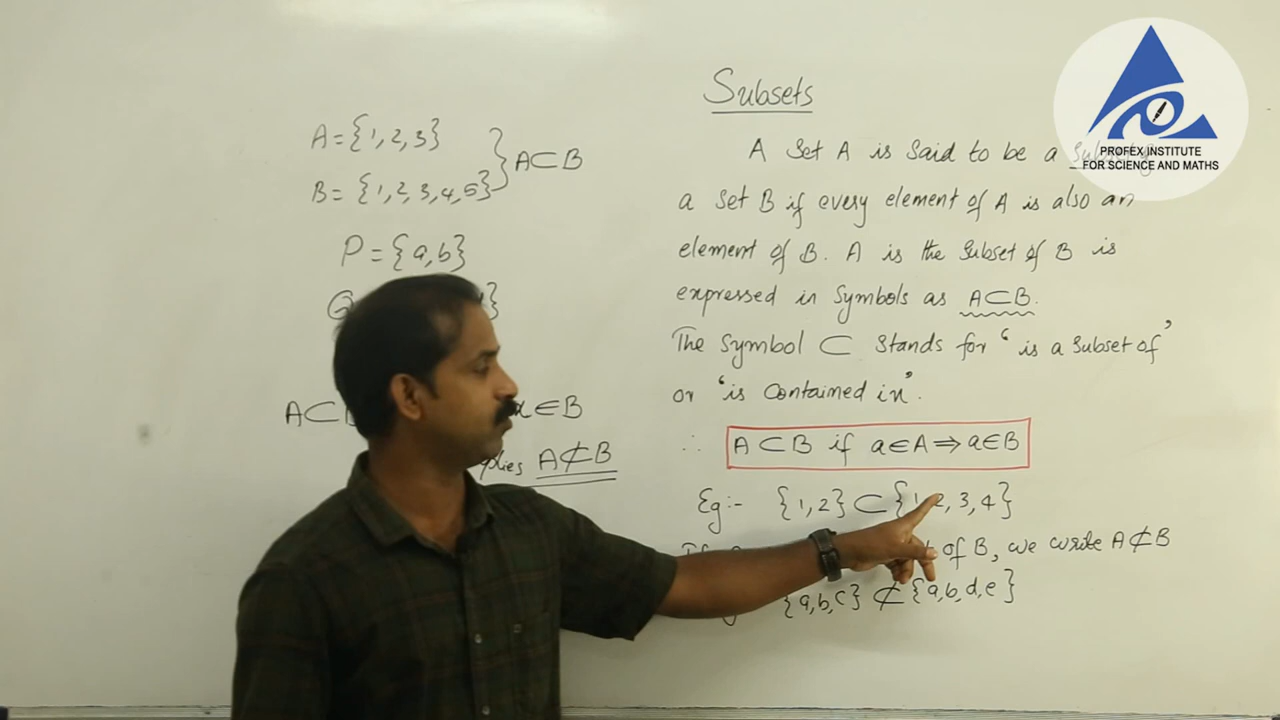 A = {1, 2, 3}
B = {1, 2, 3, 4, 5}
A⊂B
P = {a, b}
A⊂
∈B
A⊄B
Subsets
A Set A is Said to be a
a Set B if every element of A is also an
element of B. A is the Subset of B is
expressed in Symbols as A⊂B.
The Symbol ⊂ Stands for ‘is a Subset of’
or ‘is Contained in’.
∴ A⊂B if a∈A ⇒ a∈B
Eg:- {1, 2} ⊂ {1, 2, 3, 4}
of B, we write A⊄B
{a, b, c} ⊄ {a, b, d, e}
PROFEX INSTITUTE
FOR SCIENCE AND MATHS